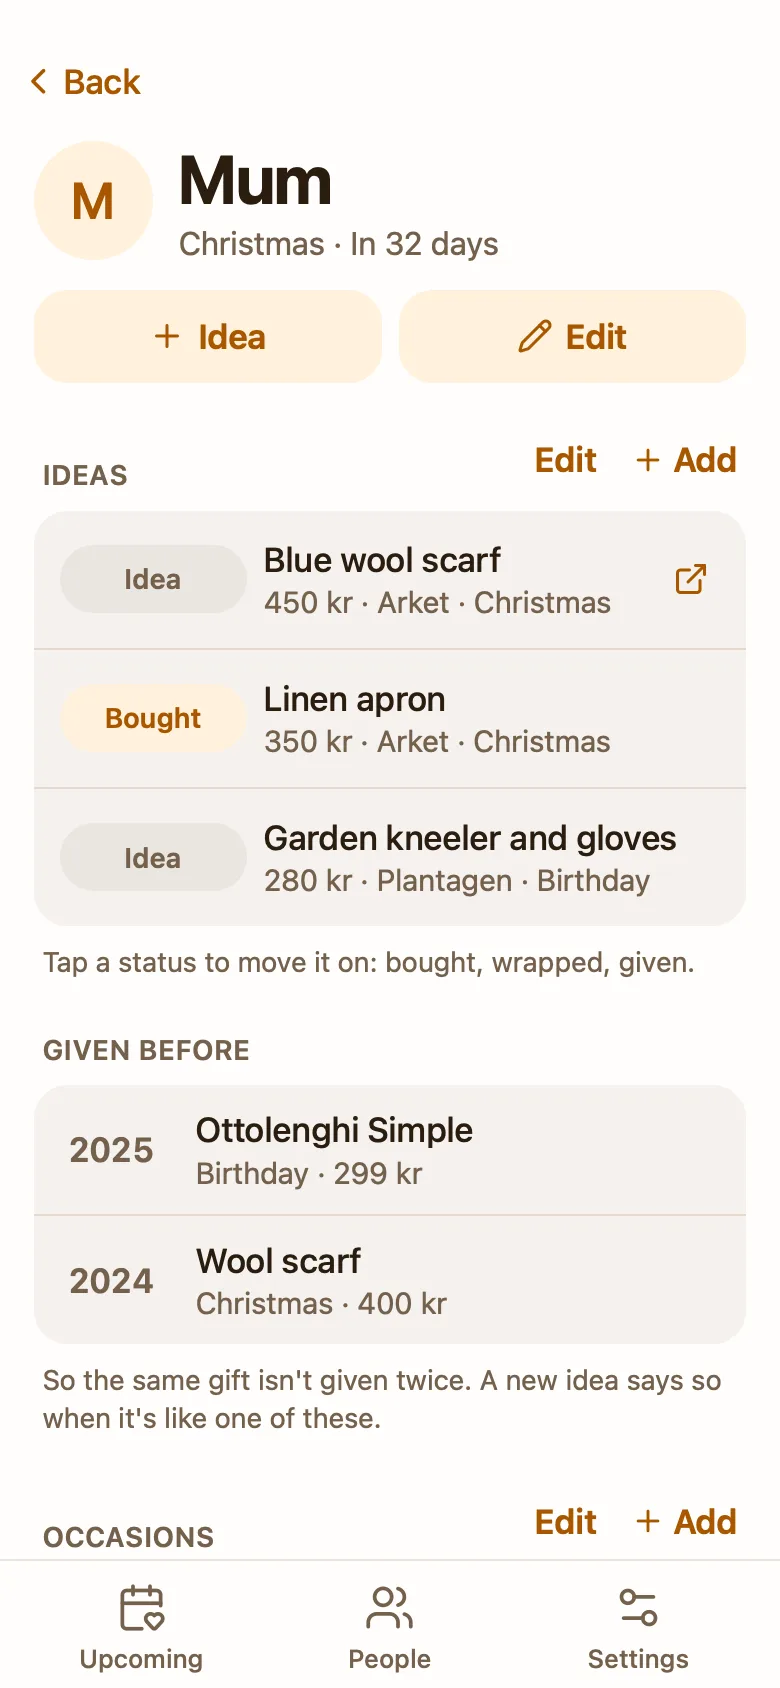 Back
M
Mum
Christmas · In 32 days
+ Idea
Edit
IDEAS
Edit
+ Add
Idea
Blue wool scarf
450 kr · Arket · Christmas
Bought
Linen apron
350 kr · Arket · Christmas
Idea
Garden kneeler and gloves
280 kr · Plantagen · Birthday
Tap a status to move it on: bought, wrapped, given.
GIVEN BEFORE
2025
Ottolenghi Simple
Birthday · 299 kr
2024
Wool scarf
Christmas · 400 kr
So the same gift isn't given twice. A new idea says so
when it's like one of these.
OCCASIONS
Edit
+ Add
Upcoming
People
Settings